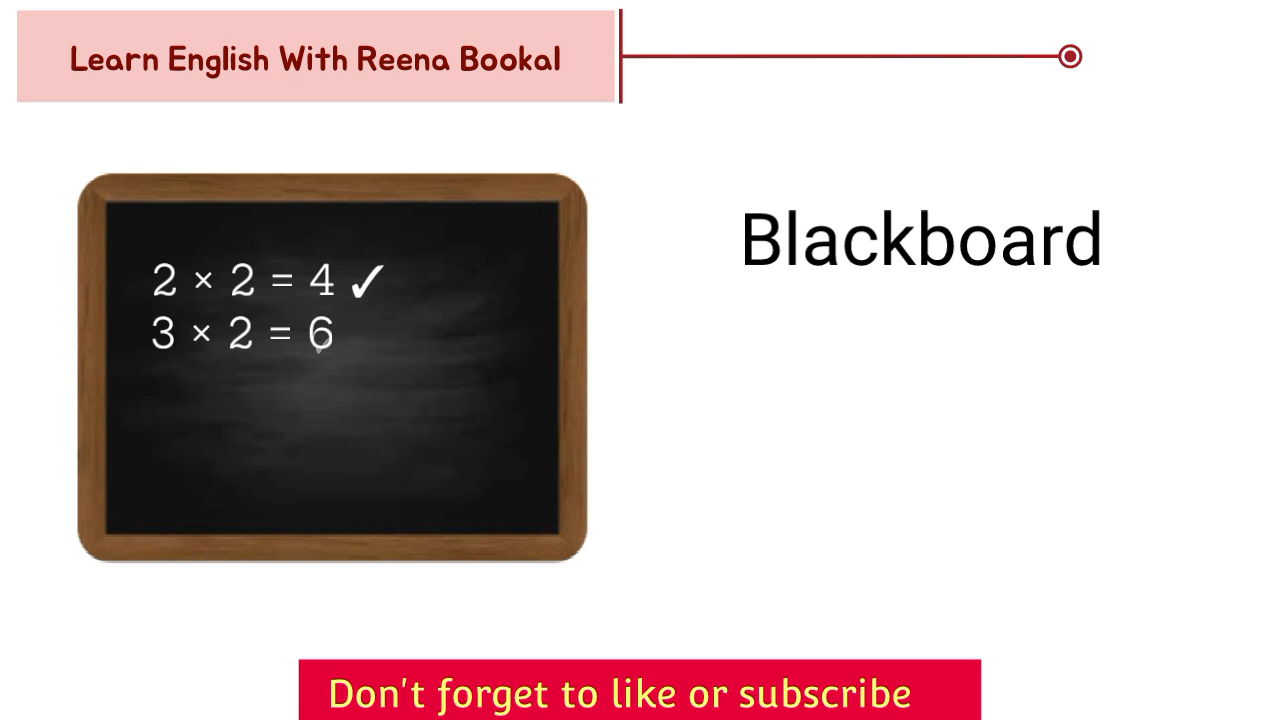 Learn English With Reena Bookal
2 × 2 = 4 ✓
3 × 2 = 6
Blackboard
Don't forget to like or subscribe